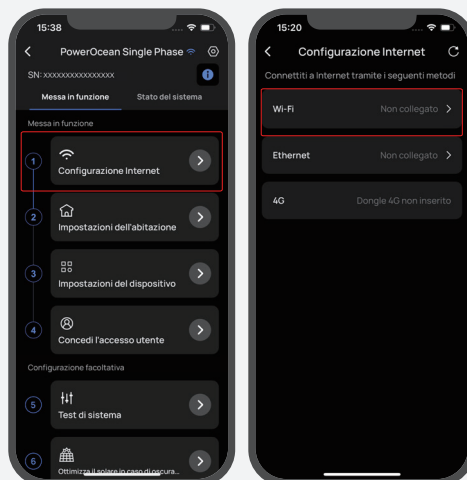 15:38
PowerOcean Single Phase
SN: xxxxxxxxxxxxxxx
Messa in funzione
Stato del sistema
Messa in funzione
1
Configurazione Internet
2
Impostazioni dell'abitazione
3
Impostazioni del dispositivo
4
Concedi l'accesso utente
Configurazione facoltativa
5
Test di sistema
6
Ottimizza il solare in caso di oscura...
15:20
Configurazione Internet
Connettiti a Internet tramite i seguenti metodi
Wi-Fi
Non collegato
Ethernet
Non collegato
4G
Dongle 4G non inserito